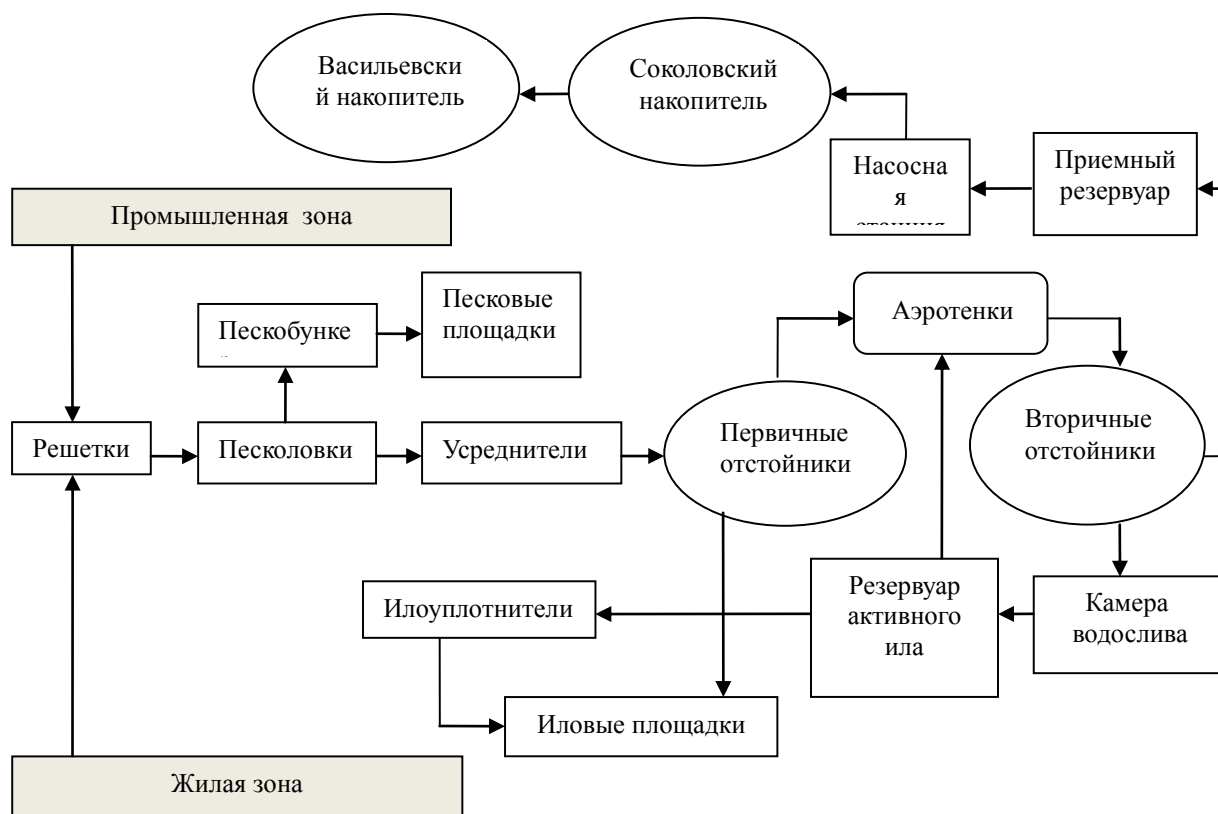 Васильевски
й накопитель
Соколовский
накопитель
Насосна
я
Приемный
резервуар
Промышленная зона
Пескобунке
Песковые
площадки
Аэротенки
Решетки
Песколовки
Усреднители
Первичные
отстойники
Вторичные
отстойники
Илоуплотнители
Резервуар
активного
ила
Камера
водослива
Иловые площадки
Жилая зона